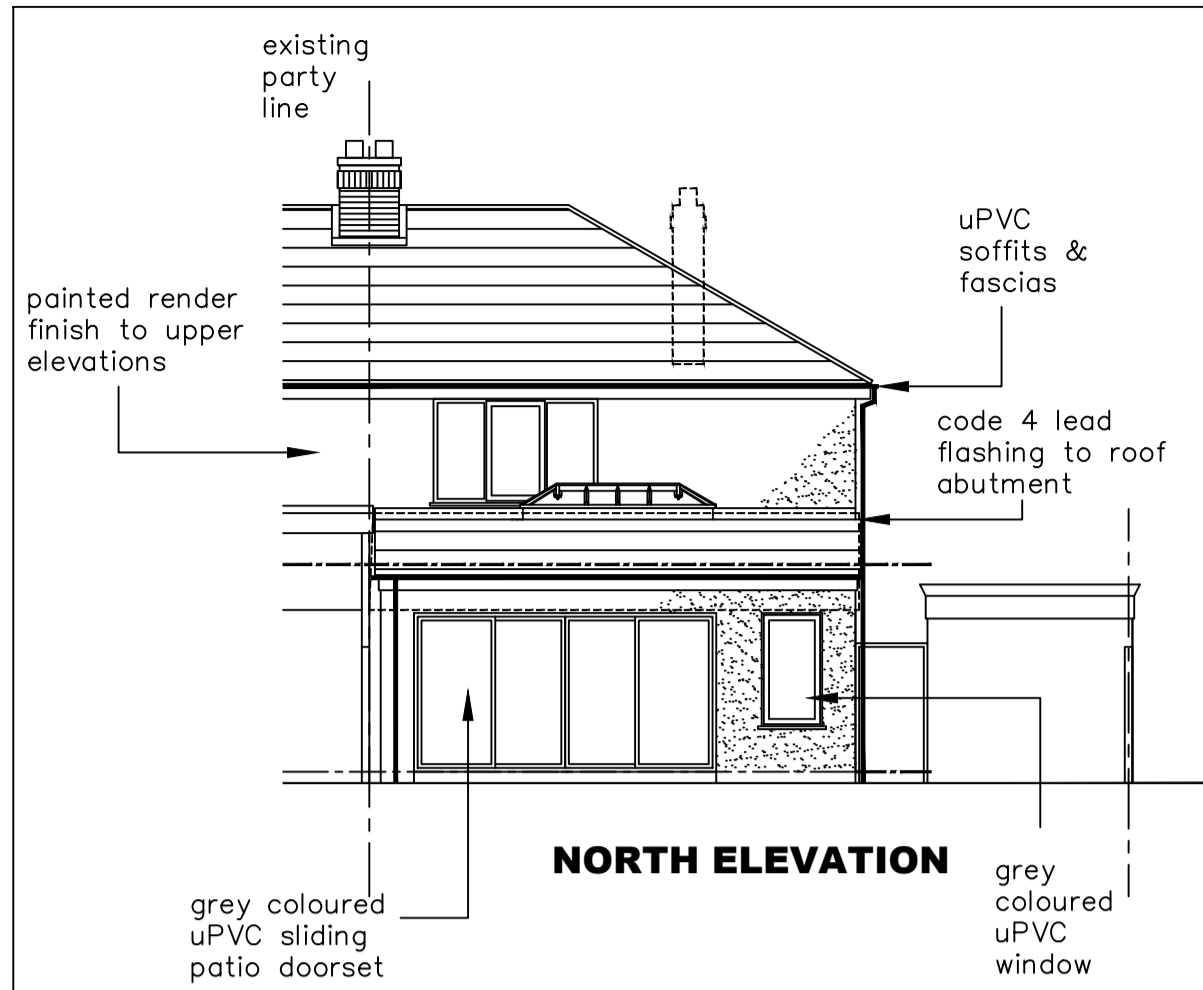 existing
party
line
uPVC
soffits &
fascias
painted render
finish to upper
elevations
code 4 lead
flashing to roof
abutment
NORTH ELEVATION
grey coloured
uPVC sliding
patio doorset
grey
coloured
uPVC
window